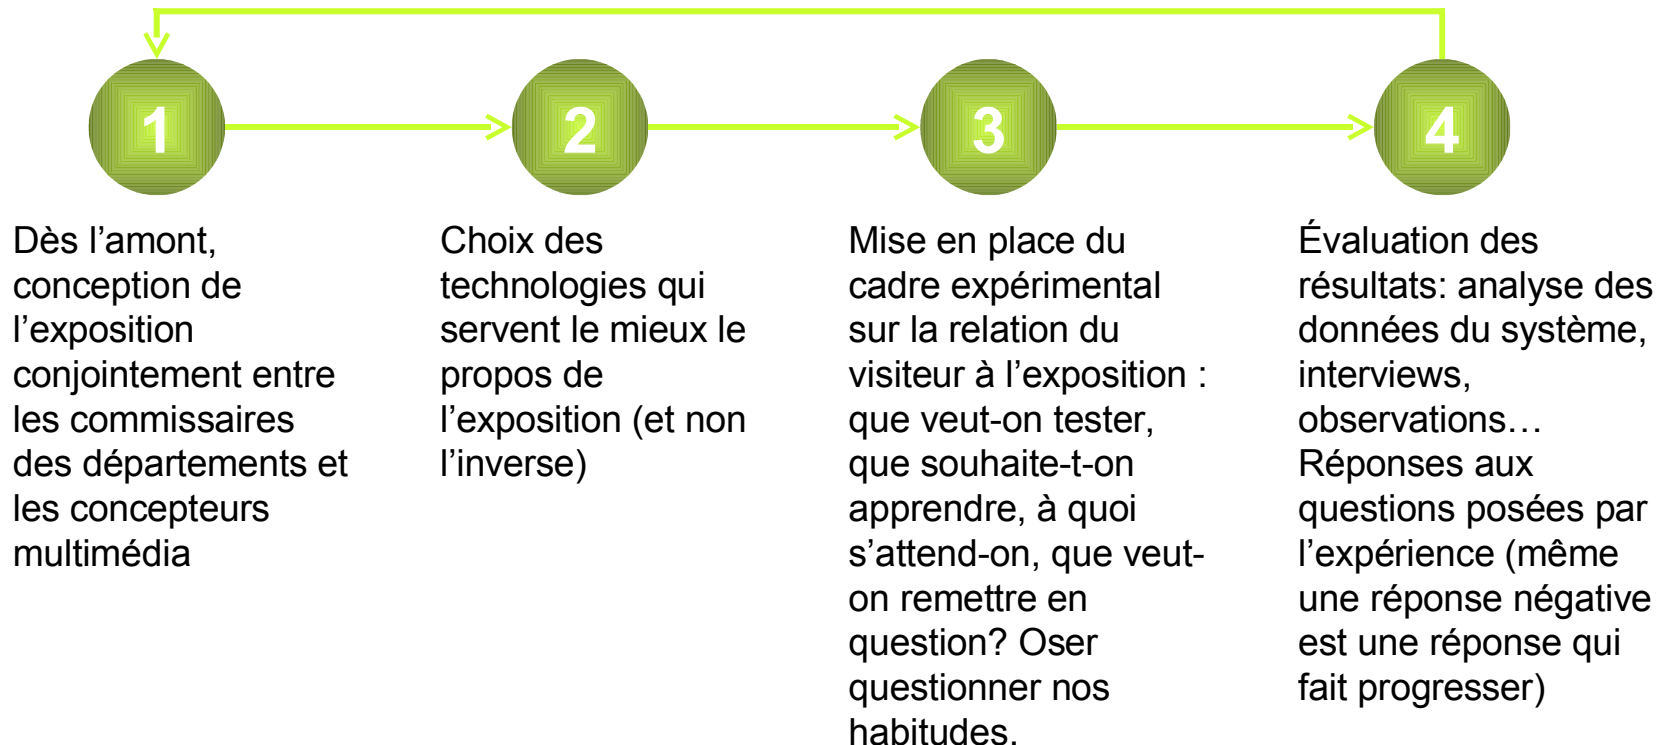 1
2
3
4
Dès l’amont,
conception de
l’exposition
conjointement entre
les commissaires
des départements et
les concepteurs
multimédia
Choix des
technologies qui
servent le mieux le
propos de
l’exposition (et non
l’inverse)
Mise en place du
cadre expérimental
sur la relation du
visiteur à l’exposition :
que veut-on tester,
que souhaite-t-on
apprendre, à quoi
s’attend-on, que veut-
on remettre en
question? Oser
questionner nos
habitudes.
Évaluation des
résultats: analyse des
données du système,
interviews,
observations…
Réponses aux
questions posées par
l’expérience (même
une réponse négative
est une réponse qui
fait progresser)